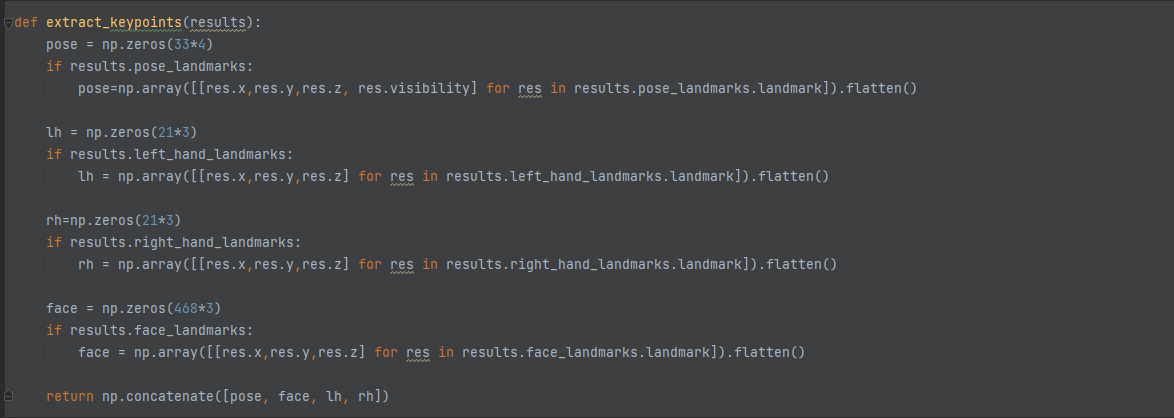 def extract_keypoints(results):
    pose = np.zeros(33*4)
    if results.pose_landmarks:
        pose=np.array([[res.x,res.y,res.z, res.visibility] for res in results.pose_landmarks.landmark]).flatten()

    lh = np.zeros(21*3)
    if results.left_hand_landmarks:
        lh = np.array([[res.x,res.y,res.z] for res in results.left_hand_landmarks.landmark]).flatten()

    rh=np.zeros(21*3)
    if results.right_hand_landmarks:
        rh = np.array([[res.x,res.y,res.z] for res in results.right_hand_landmarks.landmark]).flatten()

    face = np.zeros(468*3)
    if results.face_landmarks:
        face = np.array([[res.x,res.y,res.z] for res in results.face_landmarks.landmark]).flatten()

    return np.concatenate([pose, face, lh, rh])